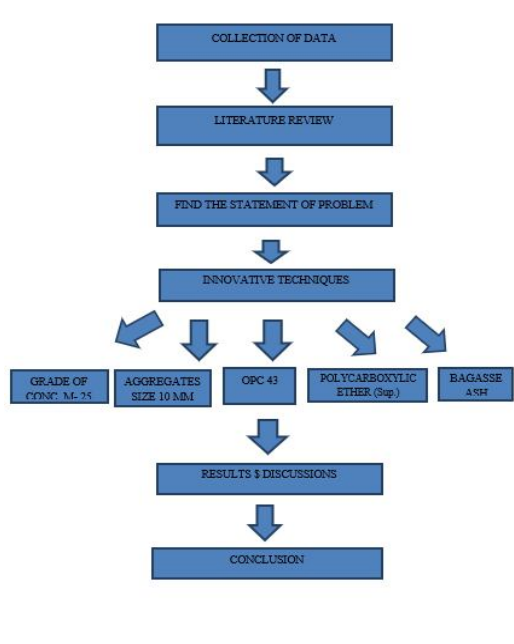 COLLECTION OF DATA
LITERATURE REVIEW
FIND THE STATEMENT OF PROBLEM
INNOVATIVE TECHNIQUES
GRADE OF
CONC M- 25
AGGREGATES
SIZE 10 MM
OPC 43
POLYCARBOXYLIC
ETHER (Sup.)
BAGASSE
ASH
RESULTS $ DISCUSSIONS
CONCLUSION